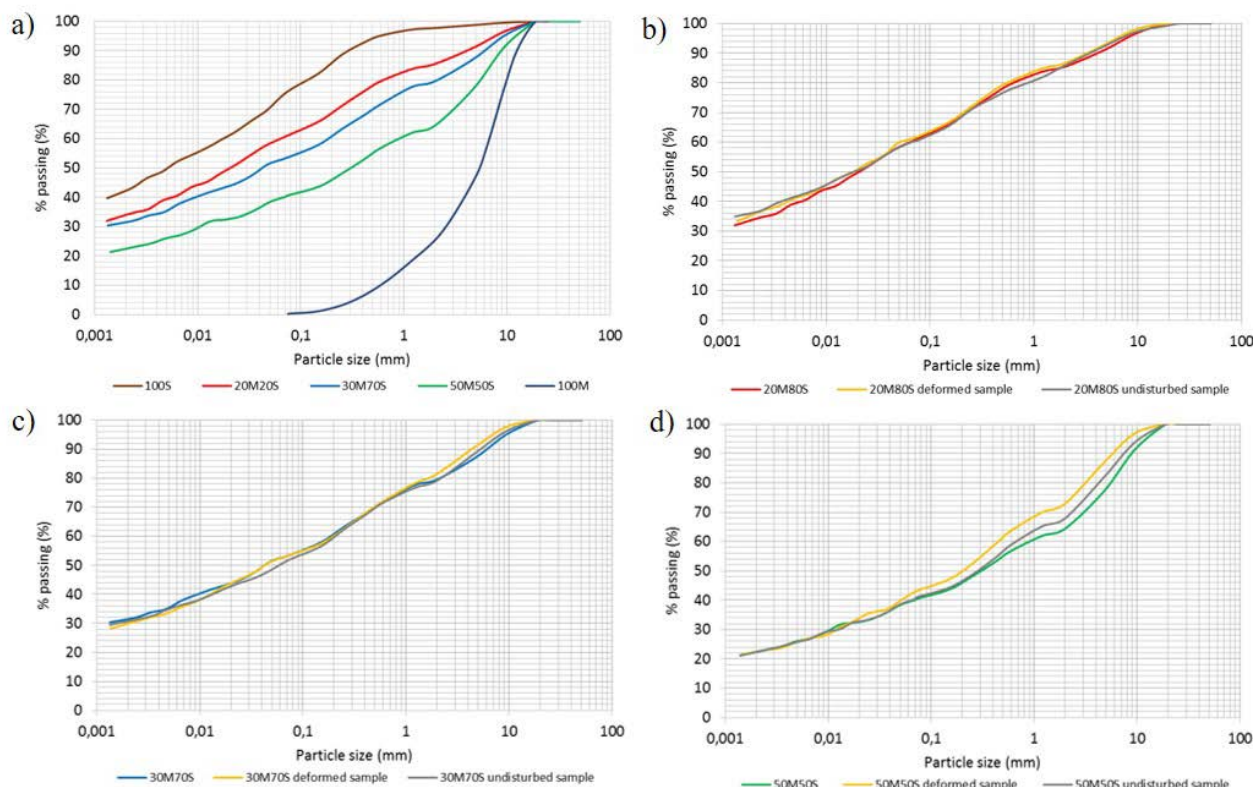 a)
% passing (%)
100
90
80
70
60
50
40
30
20
10
0
0,001 0,01 0,1 1 10 100
Particle size (mm)
100S 20M20S 30M70S 50M50S 100M
b)
% passing (%)
100
90
80
70
60
50
40
30
20
10
0
0,001 0,01 0,1 1 10 100
Particle size (mm)
20M80S 20M80S deformed sample 20M80S undisturbed sample
c)
% passing (%)
100
90
80
70
60
50
40
30
20
10
0
0,001 0,01 0,1 1 10 100
Particle size (mm)
30M70S 30M70S deformed sample 30M70S undisturbed sample
d)
% passing (%)
100
90
80
70
60
50
40
30
20
10
0
0,001 0,01 0,1 1 10 100
Particle size (mm)
50M50S 50M50S deformed sample 50M50S undisturbed sample